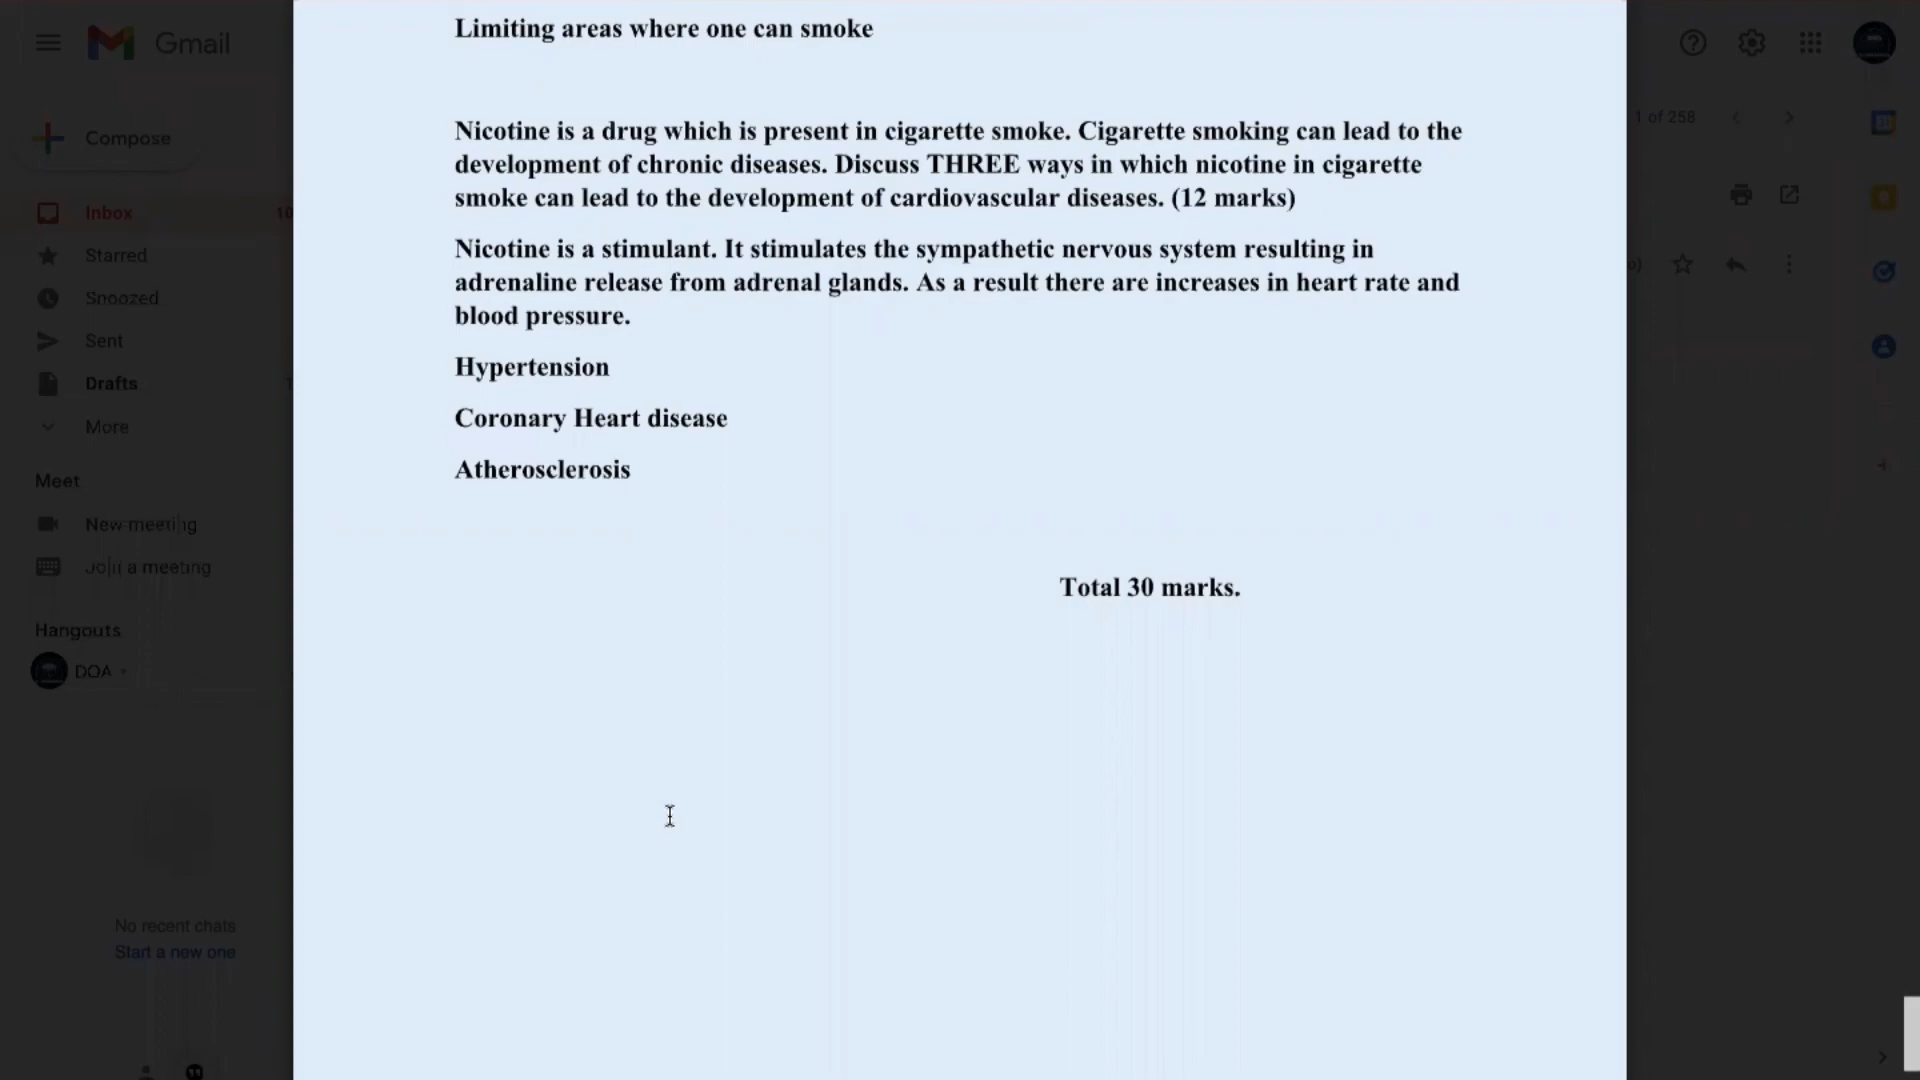 Limiting areas where one can smoke
Nicotine is a drug which is present in cigarette smoke. Cigarette smoking can lead to the
development of chronic diseases. Discuss THREE ways in which nicotine in cigarette
smoke can lead to the development of cardiovascular diseases. (12 marks)
Nicotine is a stimulant. It stimulates the sympathetic nervous system resulting in
adrenaline release from adrenal glands. As a result there are increases in heart rate and
blood pressure.
Hypertension
Coronary Heart disease
Atherosclerosis
Total 30 marks.
Gmail
Compose
Inbox 10
Starred
Snoozed
Sent
Drafts 1
More
Meet
New meeting
Join a meeting
Hangouts
DOA
No recent chats
Start a new one
1 of 258